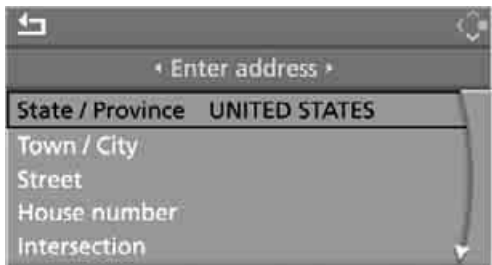 Enter address
State / Province UNITED STATES
Town / City
Street
House number
Intersection